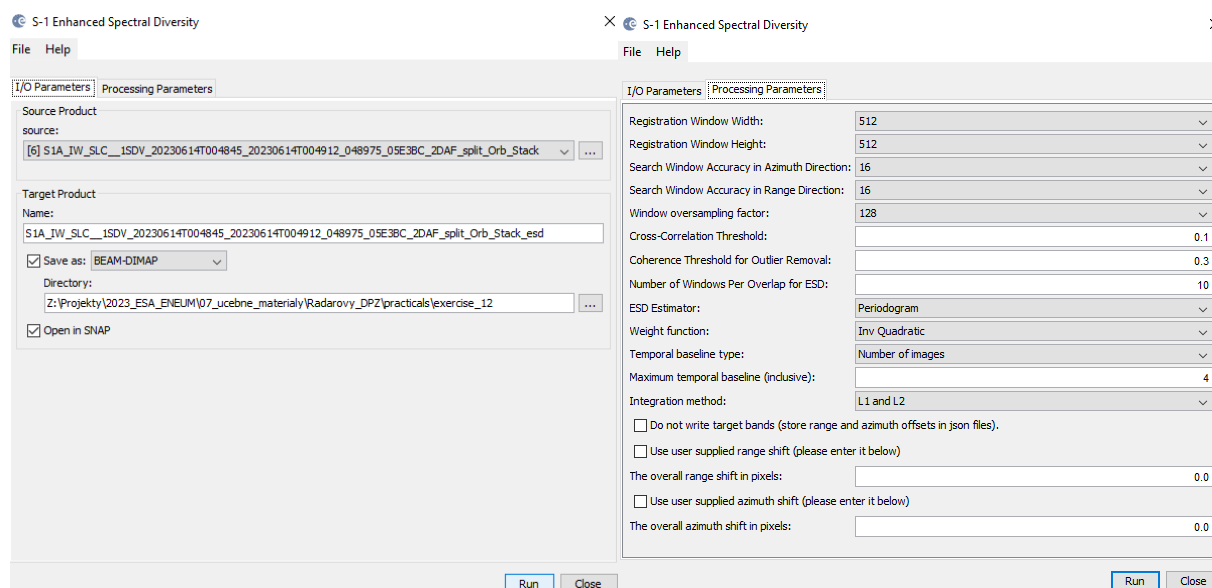 S-1 Enhanced Spectral Diversity
File Help
I/O Parameters Processing Parameters
Source Product
source:
[6] S1A_IW_SLC__1SDV_20230614T004845_20230614T004912_048975_05E3BC_2DAF_split_Orb_Stack ...
Target Product
Name:
S1A_IW_SLC__1SDV_20230614T004845_20230614T004912_048975_05E3BC_2DAF_split_Orb_Stack_esd
Save as: BEAM-DIMAP
Directory:
Z:\Projekty\2023_ESA_ENEUM\07_ucebne_materialy\Radarovy_DPZ\practicals\exercise_12 ...
Open in SNAP
Run Close
S-1 Enhanced Spectral Diversity
File Help
I/O Parameters Processing Parameters
Registration Window Width: 512
Registration Window Height: 512
Search Window Accuracy in Azimuth Direction: 16
Search Window Accuracy in Range Direction: 16
Window oversampling factor: 128
Cross-Correlation Threshold: 0.1
Coherence Threshold for Outlier Removal: 0.3
Number of Windows Per Overlap for ESD: 10
ESD Estimator: Periodogram
Weight function: Inv Quadratic
Temporal baseline type: Number of images
Maximum temporal baseline (inclusive): 4
Integration method: L1 and L2
Do not write target bands (store range and azimuth offsets in json files).
Use user supplied range shift (please enter it below)
The overall range shift in pixels: 0.0
Use user supplied azimuth shift (please enter it below)
The overall azimuth shift in pixels: 0.0
Run Close